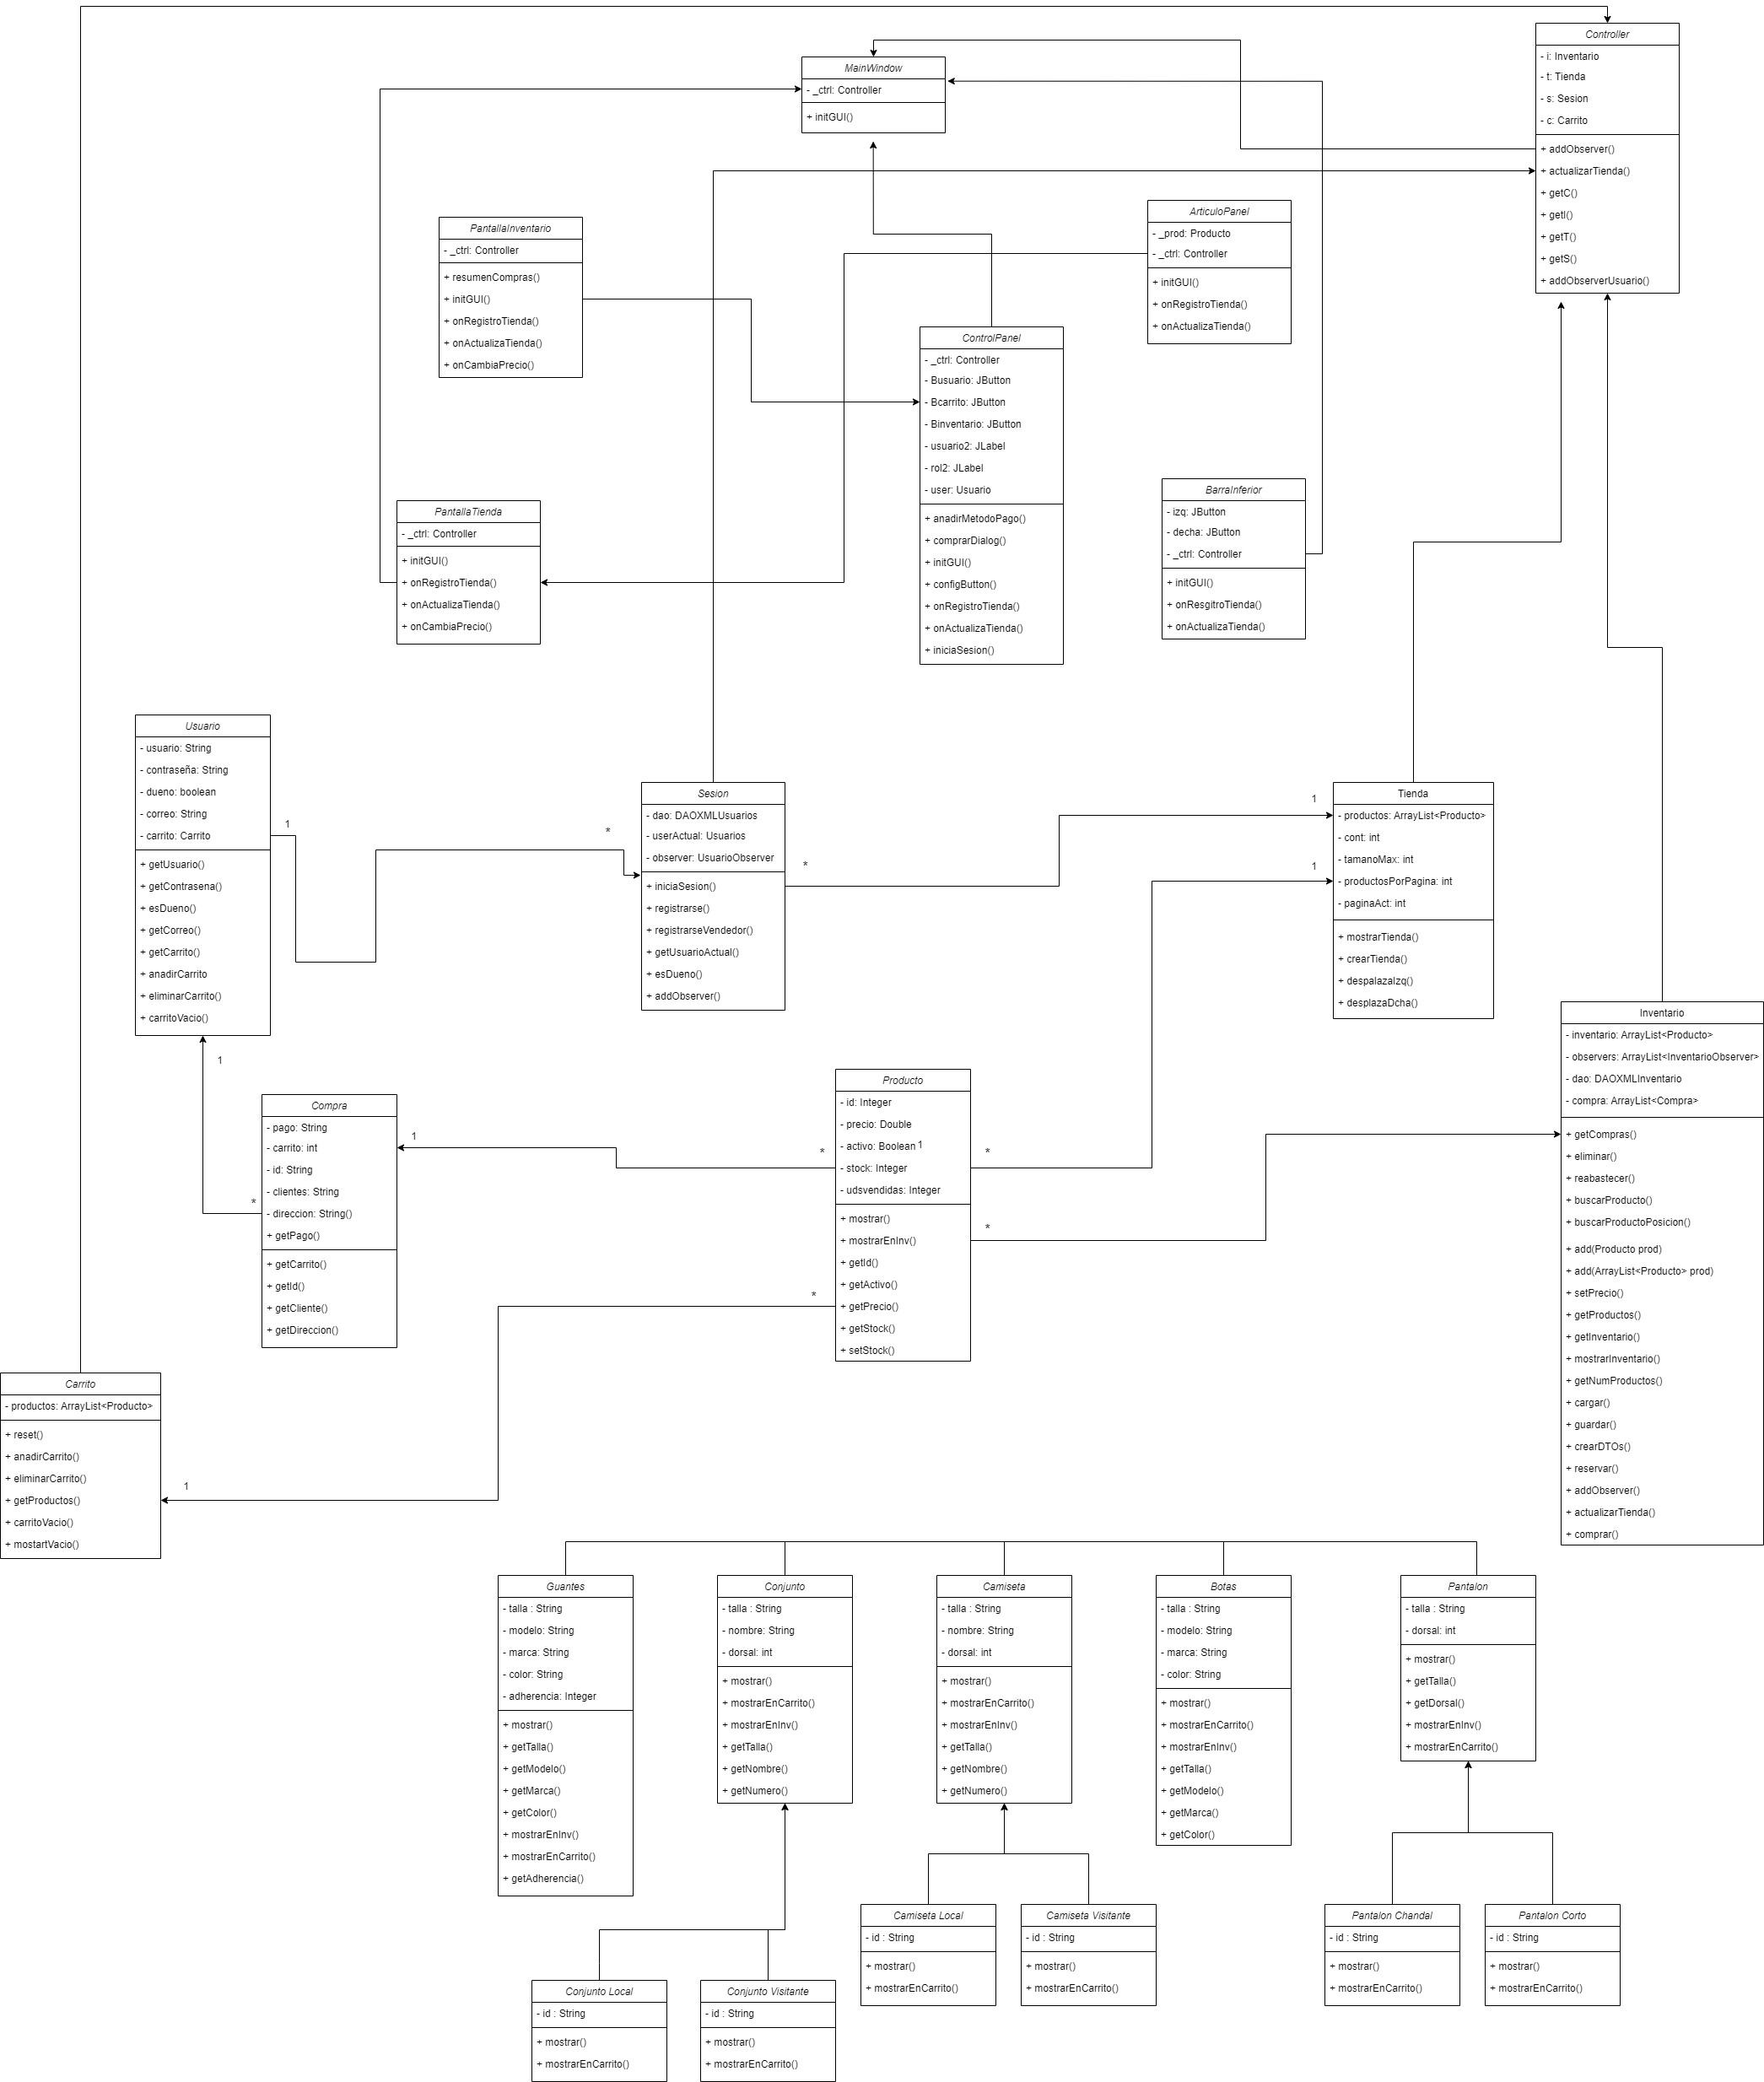 Controller
- i: Inventario
- t: Tienda
- s: Sesion
- c: Carrito
+ addObserver()
+ actualizarTienda()
+ getC()
+ getI()
+ getT()
+ getS()
+ addObserverUsuario()
MainWindow
- _ctrl: Controller
+ initGUI()
PantallaInventario
- _ctrl: Controller
+ resumenCompras()
+ initGUI()
+ onRegistroTienda()
+ onActualizaTienda()
+ onCambiaPrecio()
ArticuloPanel
- _prod: Producto
- _ctrl: Controller
+ initGUI()
+ onRegistroTienda()
+ onActualizaTienda()
ControlPanel
- _ctrl: Controller
- Busuario: JButton
- Bcarrito: JButton
- Binventario: JButton
- usuario2: JLabel
- rol2: JLabel
- user: Usuario
+ anadirMetodoPago()
+ comprarDialog()
+ initGUI()
+ configButton()
+ onRegistroTienda()
+ onActualizaTienda()
+ iniciaSesion()
PantallaTienda
- _ctrl: Controller
+ initGUI()
+ onRegistroTienda()
+ onActualizaTienda()
+ onCambiaPrecio()
BarraInferior
- izq: JButton
- decha: JButton
- _ctrl: Controller
+ initGUI()
+ onResgitroTienda()
+ onActualizaTienda()
Usuario
- usuario: String
- contraseña: String
- dueno: boolean
- correo: String
- carrito: Carrito
+ getUsuario()
+ getContrasena()
+ esDueno()
+ getCorreo()
+ getCarrito()
+ anadirCarrito
+ eliminarCarrito()
+ carritoVacio()
1
*
Sesion
- dao: DAOXMLUsuarios
- userActual: Usuarios
- observer: UsuarioObserver
+ iniciaSesion()
+ registrarse()
+ registrarseVendedor()
+ getUsuarioActual()
+ esDueno()
+ addObserver()
*
1
1
Tienda
- productos: ArrayList<Producto>
- cont: int
- tamanoMax: int
- productosPorPagina: int
- paginaAct: int
+ mostrarTienda()
+ crearTienda()
+ despalazaIzq()
+ desplazaDcha()
Inventario
- inventario: ArrayList<Producto>
- observers: ArrayList<InventarioObserver>
- dao: DAOXMLInventario
- compra: ArrayList<Compra>
+ getCompras()
+ eliminar()
+ reabastecer()
+ buscarProducto()
+ buscarProductoPosicion()
+ add(Producto prod)
+ add(ArrayList<Producto> prod)
+ setPrecio()
+ getProductos()
+ getInventario()
+ mostrarInventario()
+ getNumProductos()
+ cargar()
+ guardar()
+ crearDTOs()
+ reservar()
+ addObserver()
+ actualizarTienda()
+ comprar()
1
*
Compra
- pago: String
- carrito: int
- id: String
- clientes: String
- direccion: String()
+ getPago()
+ getCarrito()
+ getId()
+ getCliente()
+ getDireccion()
1
*
Producto
- id: Integer
- precio: Double
- activo: Boolean 1
- stock: Integer
- udsvendidas: Integer
+ mostrar()
+ mostrarEnInv()
+ getId()
+ getActivo()
+ getPrecio()
+ getStock()
+ setStock()
*
*
*
1
Carrito
- productos: ArrayList<Producto>
+ reset()
+ anadirCarrito()
+ eliminarCarrito()
+ getProductos()
+ carritoVacio()
+ mostartVacio()
Guantes
- talla : String
- modelo: String
- marca: String
- color: String
- adherencia: Integer
+ mostrar()
+ getTalla()
+ getModelo()
+ getMarca()
+ getColor()
+ mostrarEnInv()
+ mostrarEnCarrito()
+ getAdherencia()
Conjunto
- talla : String
- nombre: String
- dorsal: int
+ mostrar()
+ mostrarEnCarrito()
+ mostrarEnInv()
+ getTalla()
+ getNombre()
+ getNumero()
Camiseta
- talla : String
- nombre: String
- dorsal: int
+ mostrar()
+ mostrarEnCarrito()
+ mostrarEnInv()
+ getTalla()
+ getNombre()
+ getNumero()
Botas
- talla : String
- modelo: String
- marca: String
- color: String
+ mostrar()
+ mostrarEnCarrito()
+ mostrarEnInv()
+ getTalla()
+ getModelo()
+ getMarca()
+ getColor()
Pantalon
- talla : String
- dorsal: int
+ mostrar()
+ getTalla()
+ getDorsal()
+ mostrarEnInv()
+ mostrarEnCarrito()
Camiseta Local
- id : String
+ mostrar()
+ mostrarEnCarrito()
Camiseta Visitante
- id : String
+ mostrar()
+ mostrarEnCarrito()
Pantalon Chandal
- id : String
+ mostrar()
+ mostrarEnCarrito()
Pantalon Corto
- id : String
+ mostrar()
+ mostrarEnCarrito()
Conjunto Local
- id : String
+ mostrar()
+ mostrarEnCarrito()
Conjunto Visitante
- id : String
+ mostrar()
+ mostrarEnCarrito()